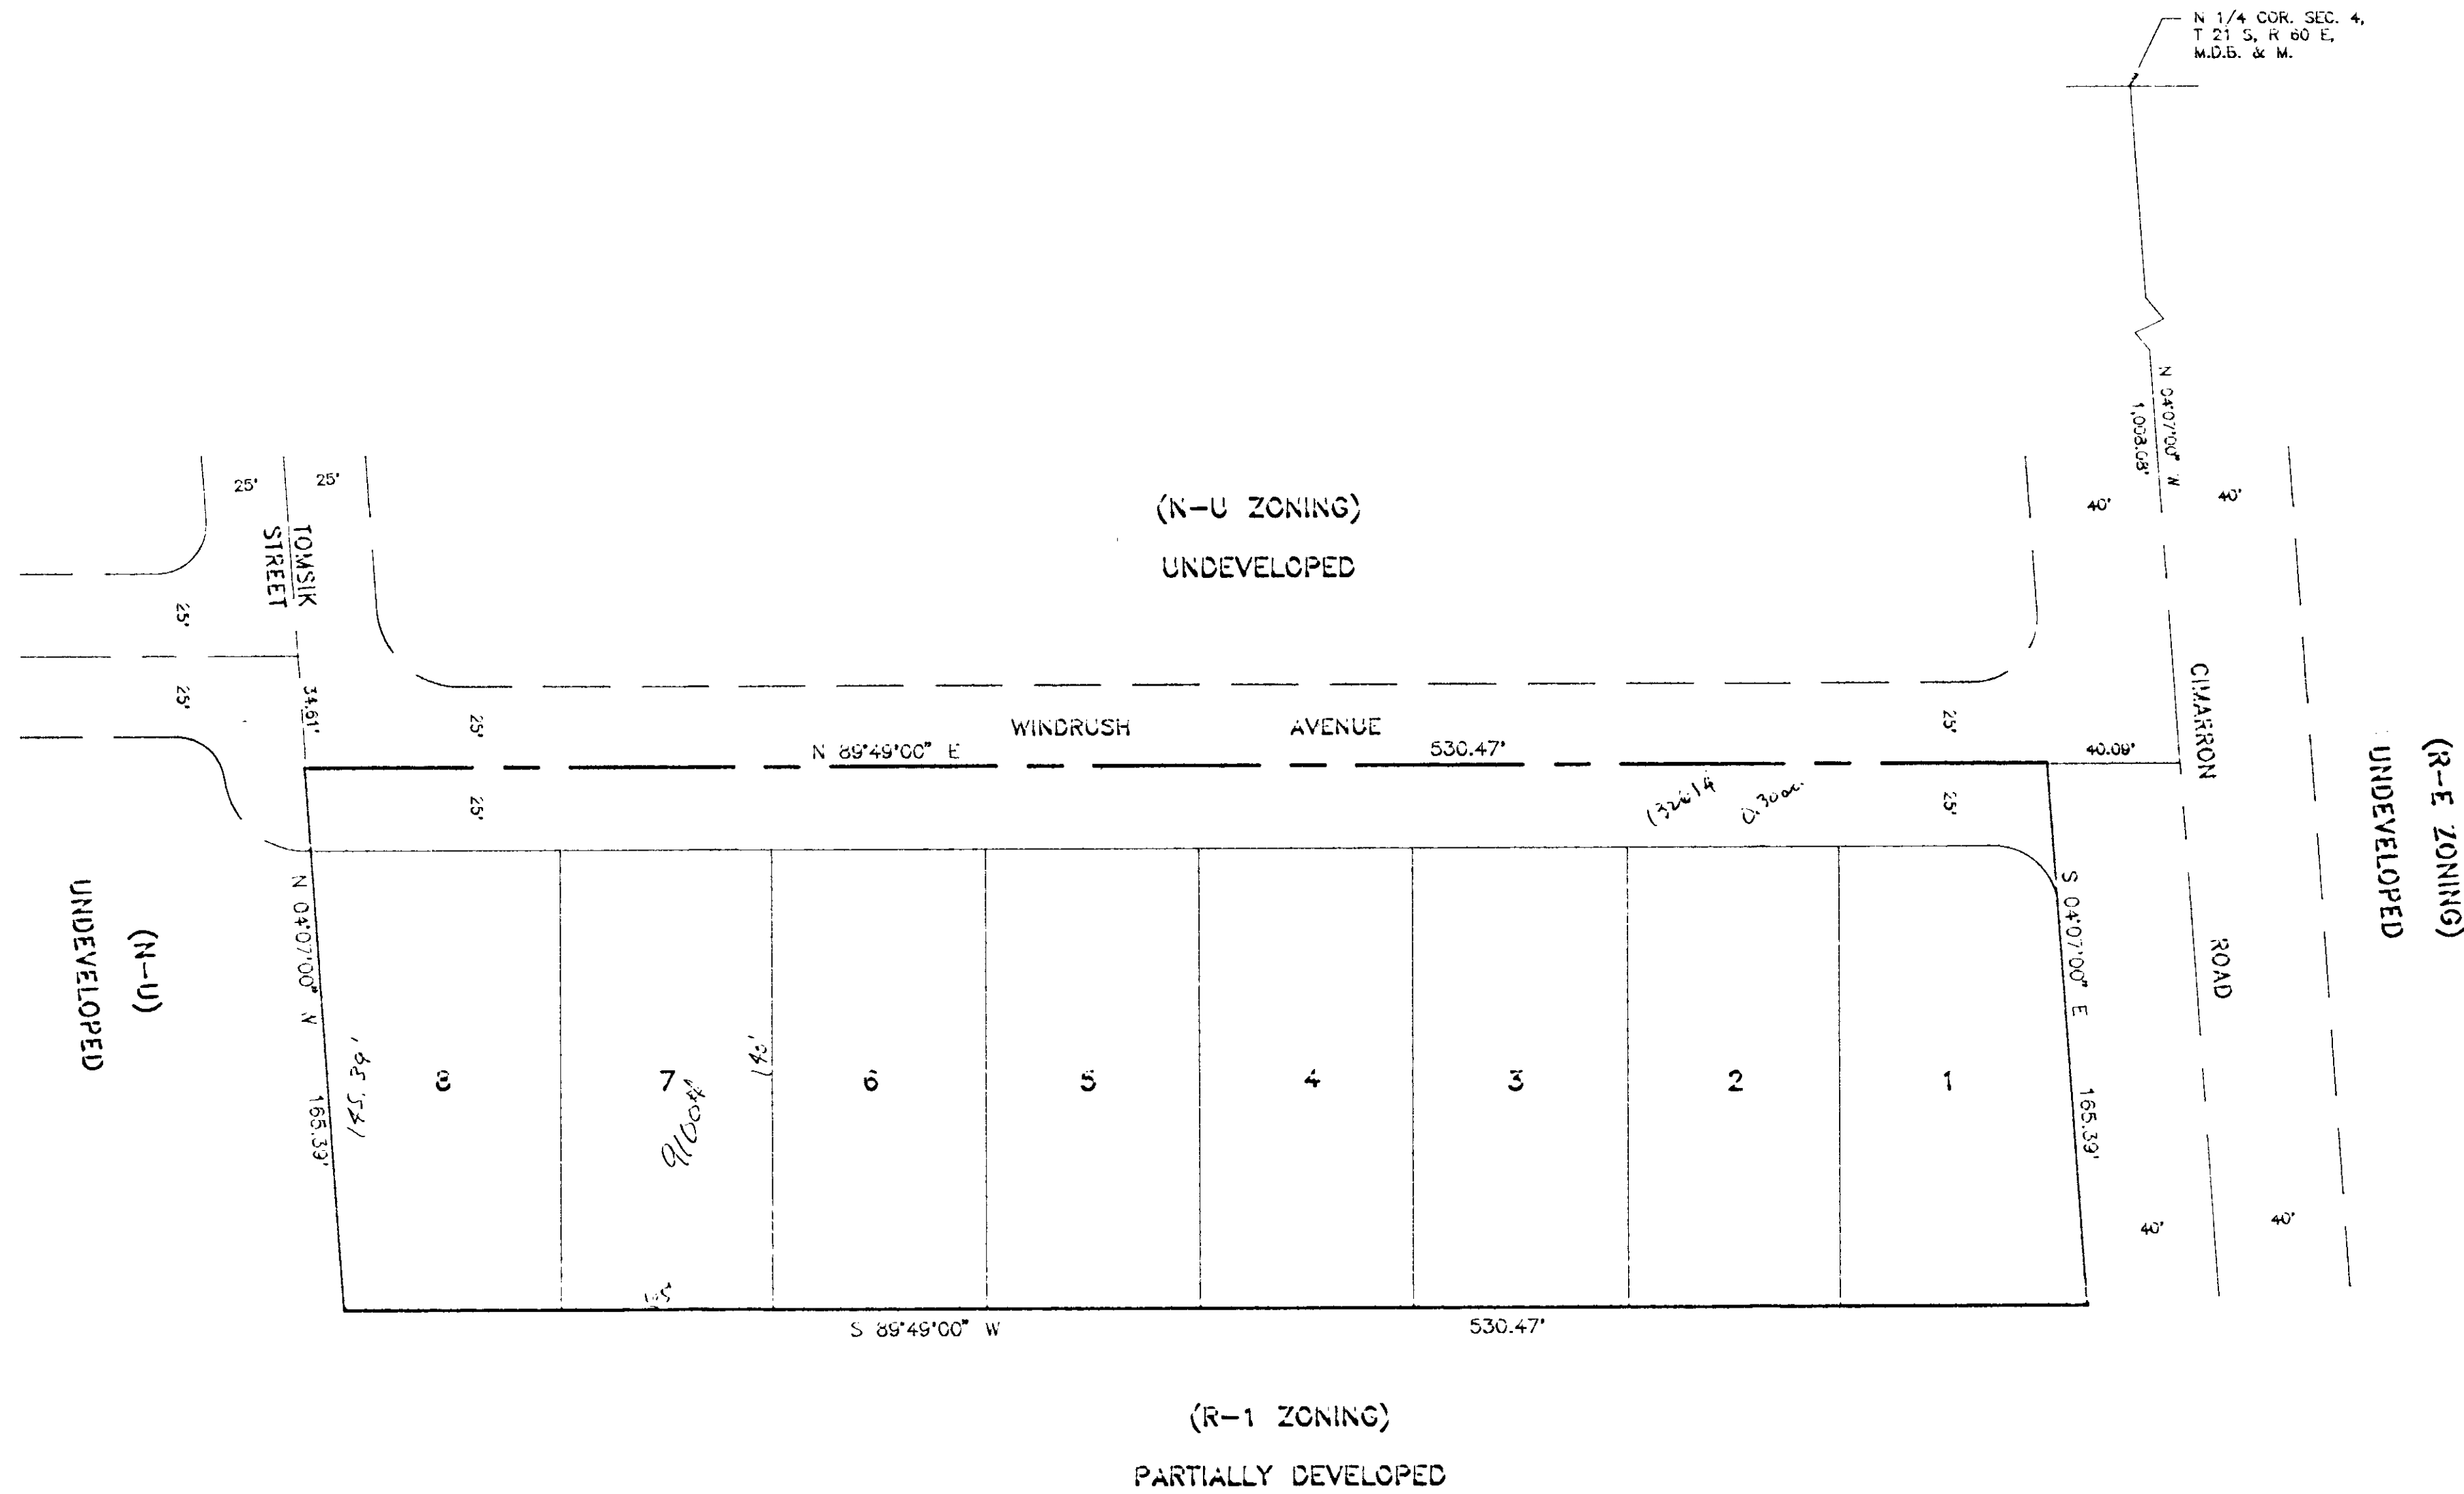 N 1/4 COR. SEC. 4,
T 21 S, R 60 E,
M.D.B. & M.
N 04°07'00" W
1,008.08'
25'
25'
40'
40'
TOMSIK
STREET
(N-U ZONING)
UNDEVELOPED
25'
25'
34.61'
25'
WINDRUSH AVENUE
25'
CIMARRON
ROAD
N 89°49'00" E
530.47'
40.09'
25'
0.30ac.
25'
(R-E ZONING)
UNDEVELOPED
(N-U)
UNDEVELOPED
N 04°07'00" W
165.39'
S 04°07'00" E
165.39'
8
7
6
5
4
3
2
1
140'
40'
40'
65'
S 89°49'00" W
530.47'
(R-1 ZONING)
PARTIALLY DEVELOPED